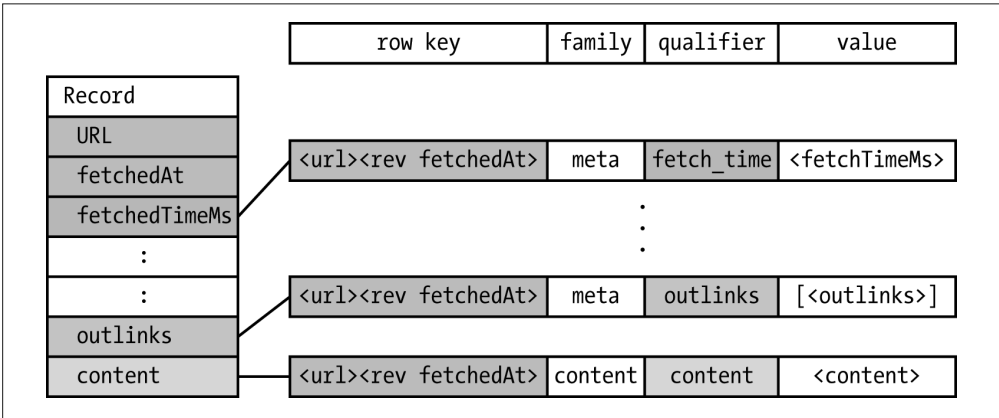 row key family qualifier value
Record
URL
<url><rev fetchedAt> meta fetch_time <fetchTimeMs>
fetchedAt
fetchedTimeMs
:
:
<url><rev fetchedAt> meta outlinks [<outlinks>]
outlinks
content
<url><rev fetchedAt> content content <content>